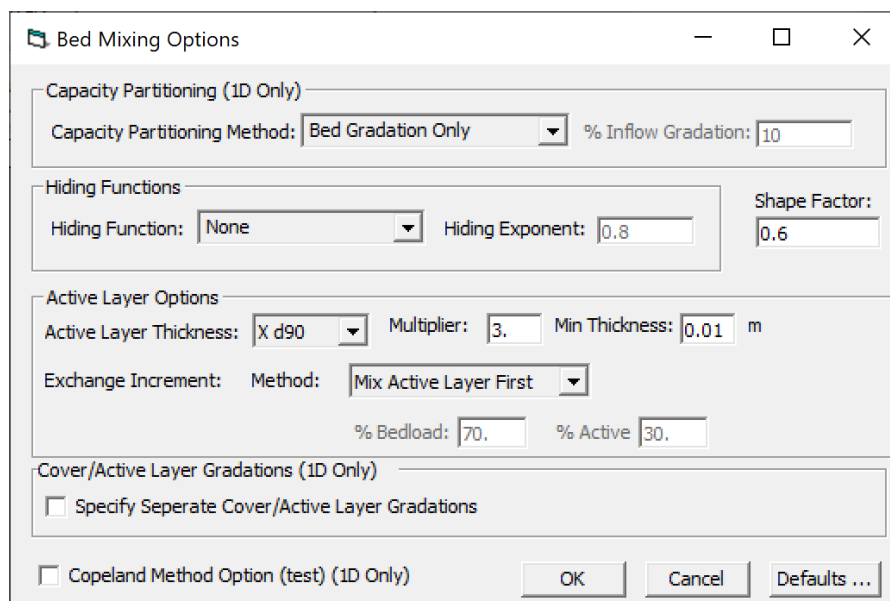 Bed Mixing Options
Capacity Partitioning (1D Only)
Capacity Partitioning Method: Bed Gradation Only % Inflow Gradation: 10
Hiding Functions
Shape Factor:
Hiding Function: None Hiding Exponent: 0.8 0.6
Active Layer Options
Active Layer Thickness: X d90 Multiplier: 3. Min Thickness: 0.01 m
Exchange Increment: Method: Mix Active Layer First
% Bedload: 70. % Active 30.
Cover/Active Layer Gradations (1D Only)
Specify Seperate Cover/Active Layer Gradations
Copeland Method Option (test) (1D Only) OK Cancel Defaults ...